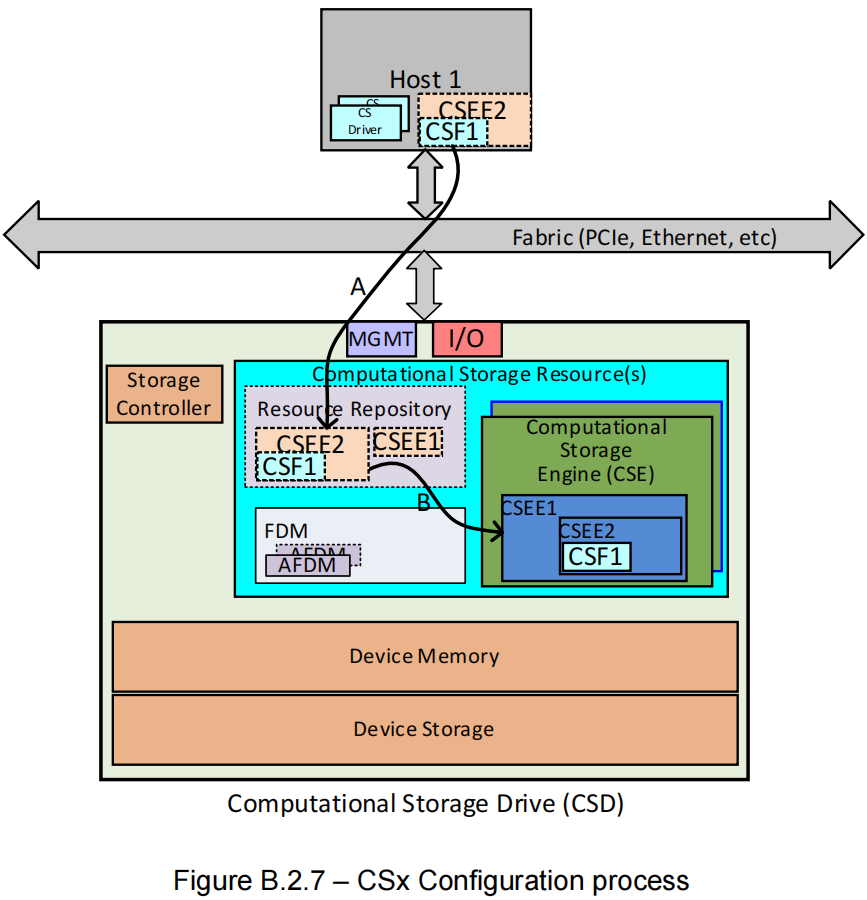 Host 1
CS
CS
Driver
CSEE2
CSF1
Fabric (PCIe, Ethernet, etc)
A
MGMT
I/O
Storage
Controller
Computational Storage Resource(s)
Resource Repository
CSEE2
CSEE1
CSF1
B
Computational
Storage
Engine (CSE)
CSEE1
CSEE2
CSF1
FDM
AFDM
AFDM
Device Memory
Device Storage
Computational Storage Drive (CSD)
Figure B.2.7 – CSx Configuration process